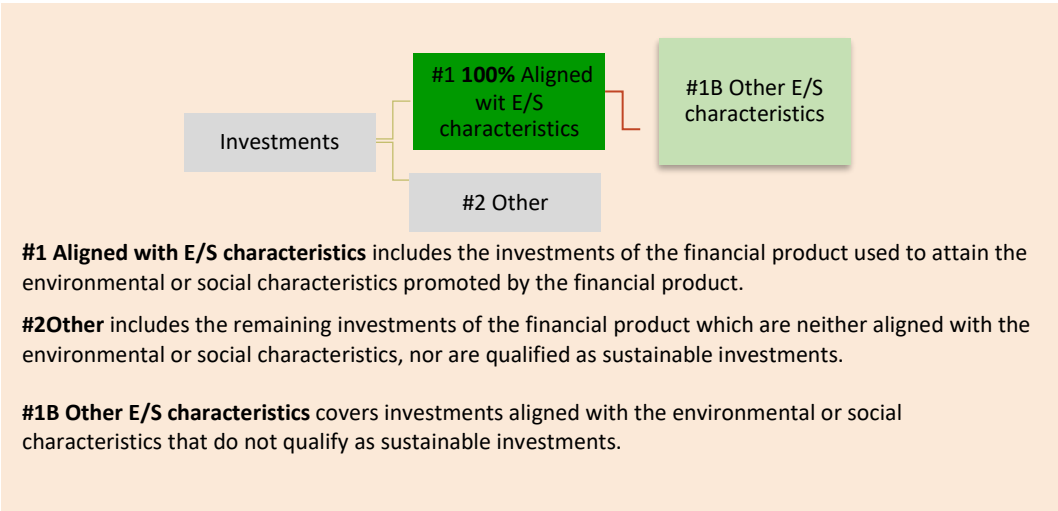 #1 100% Aligned
wit E/S
characteristics
#1B Other E/S
characteristics
Investments
#2 Other
#1 Aligned with E/S characteristics includes the investments of the financial product used to attain the
environmental or social characteristics promoted by the financial product.
#2Other includes the remaining investments of the financial product which are neither aligned with the
environmental or social characteristics, nor are qualified as sustainable investments.
#1B Other E/S characteristics covers investments aligned with the environmental or social
characteristics that do not qualify as sustainable investments.